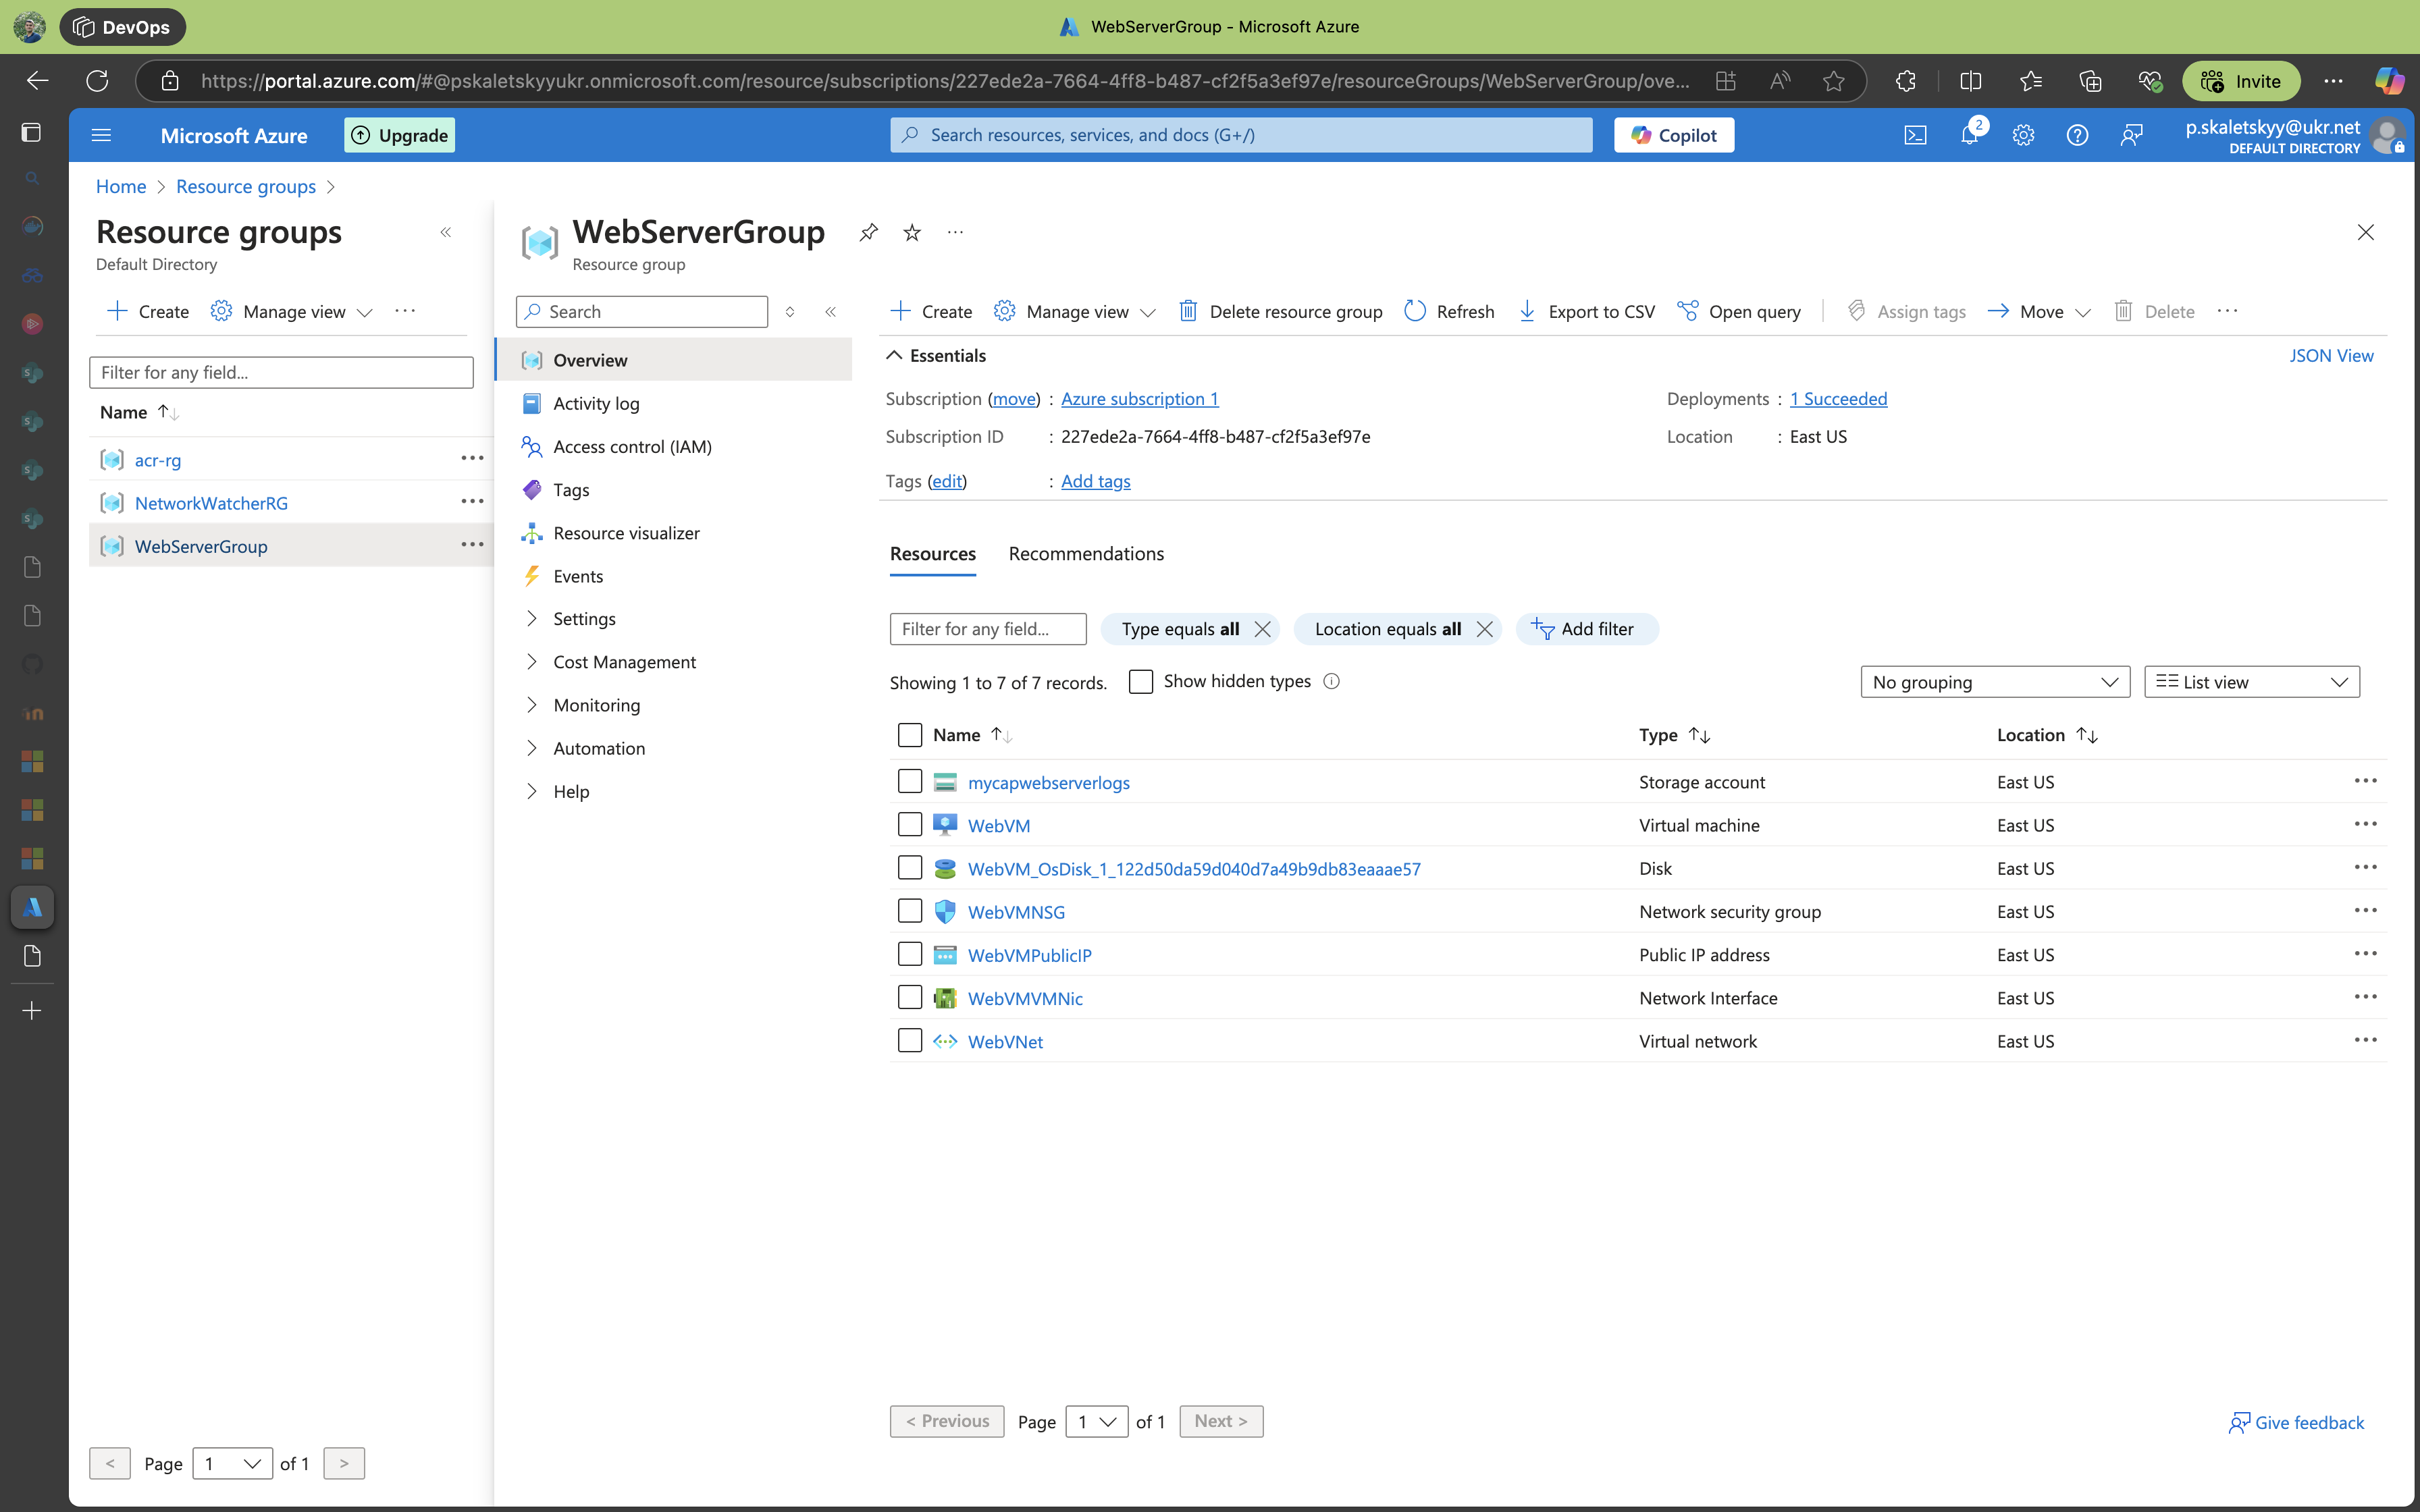 DevOps
WebServerGroup - Microsoft Azure
https://portal.azure.com/#@pskaletskyyukr.onmicrosoft.com/resource/subscriptions/227ede2a-7664-4ff8-b487-cf2f5a3ef97e/resourceGroups/WebServerGroup/ove...
Invite
Microsoft Azure
Upgrade
Search resources, services, and docs (G+/)
Copilot
2
p.skaletskyy@ukr.net
DEFAULT DIRECTORY
Home > Resource groups >
Resource groups
Default Directory
Create
Manage view
Filter for any field...
Name
acr-rg
NetworkWatcherRG
WebServerGroup
< Page 1 of 1 >
WebServerGroup
Resource group
Search
Overview
Activity log
Access control (IAM)
Tags
Resource visualizer
Events
Settings
Cost Management
Monitoring
Automation
Help
Create Manage view Delete resource group Refresh Export to CSV Open query Assign tags Move Delete
Essentials
JSON View
Subscription (move) : Azure subscription 1
Subscription ID : 227ede2a-7664-4ff8-b487-cf2f5a3ef97e
Tags (edit) : Add tags
Deployments : 1 Succeeded
Location : East US
Resources Recommendations
Filter for any field... Type equals all Location equals all Add filter
Showing 1 to 7 of 7 records. Show hidden types
No grouping List view
Name Type Location
mycapwebserverlogs Storage account East US
WebVM Virtual machine East US
WebVM_OsDisk_1_122d50da59d040d7a49b9db83eaaae57 Disk East US
WebVMNSG Network security group East US
WebVMPublicIP Public IP address East US
WebVMVMNic Network Interface East US
WebVNet Virtual network East US
< Previous Page 1 of 1 Next >
Give feedback